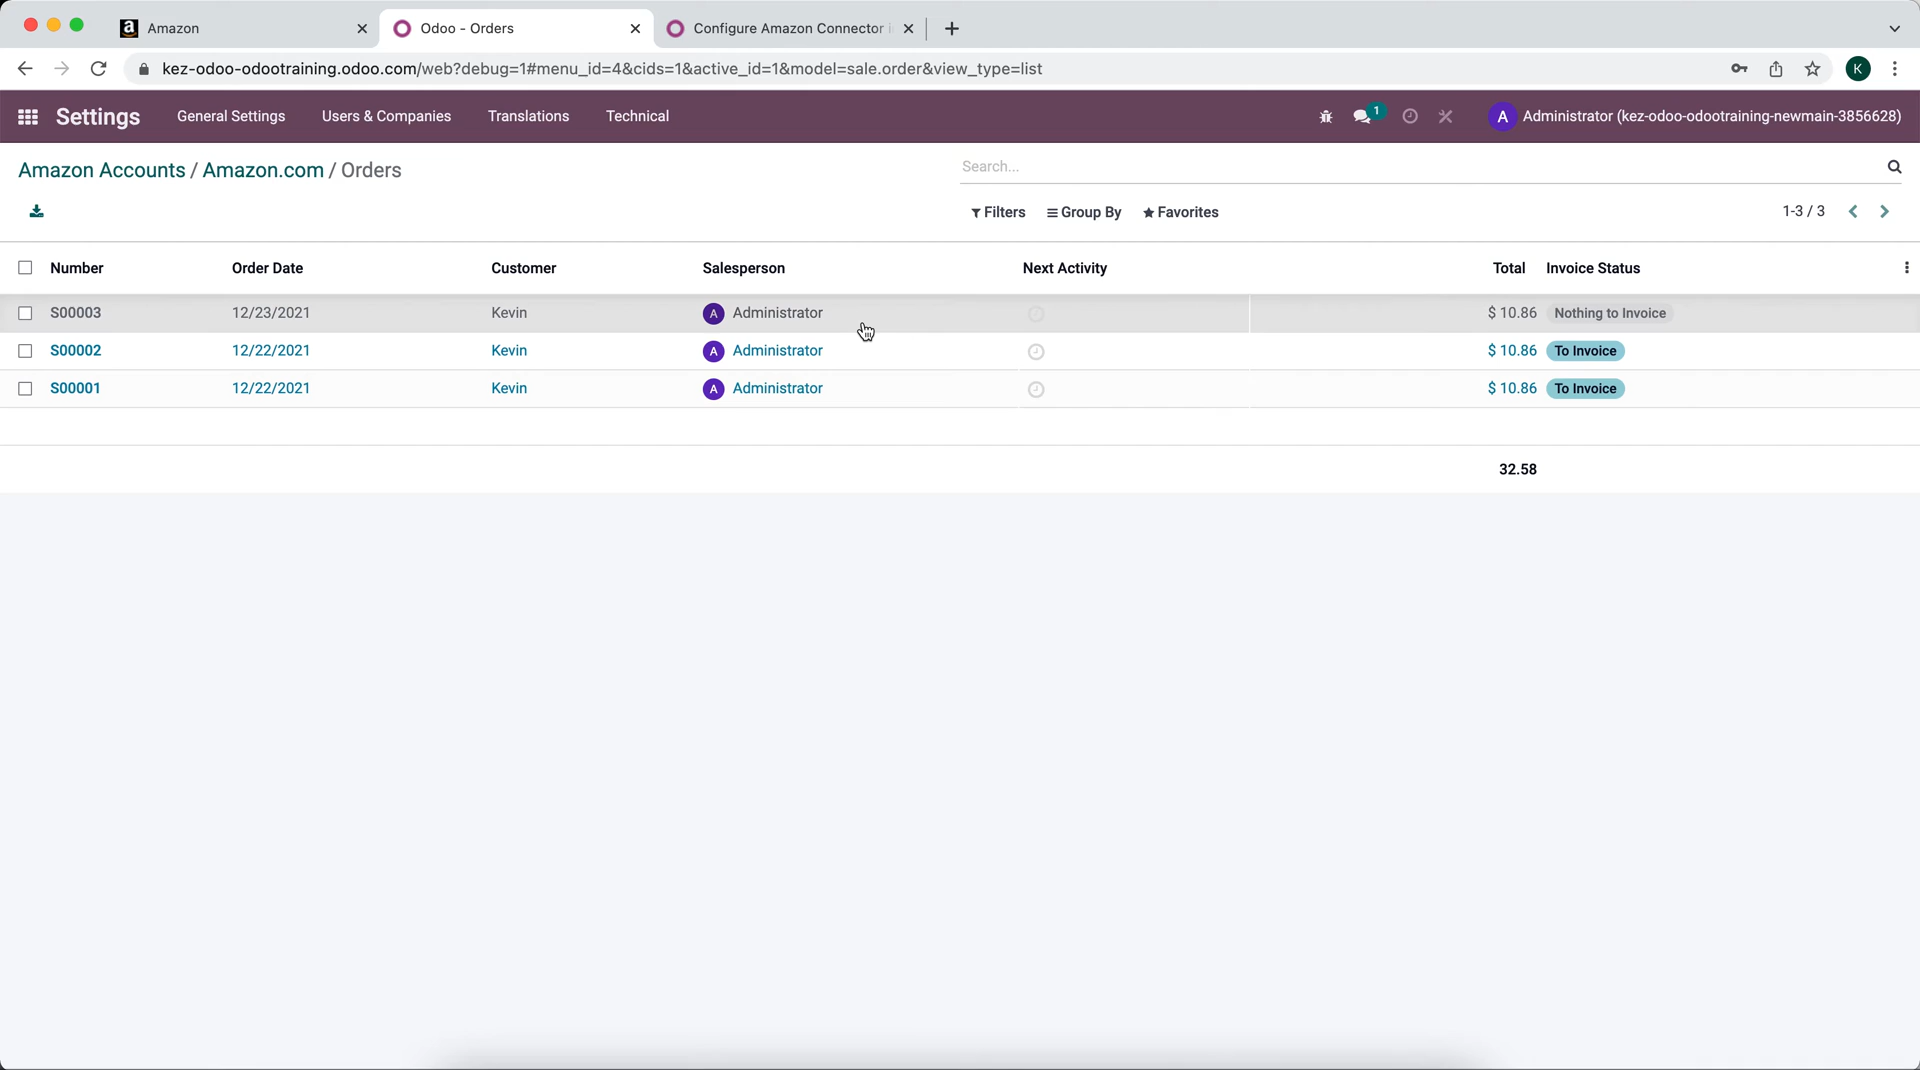 a Amazon
Odoo - Orders
Configure Amazon Connector i
kez-odoo-odootraining.odoo.com/web?debug=1#menu_id=4&cids=1&active_id=1&model=sale.order&view_type=list
K
Settings General Settings Users & Companies Translations Technical 1 A Administrator (kez-odoo-odootraining-newmain-3856628)
Amazon Accounts / Amazon.com / Orders Search...
Filters Group By Favorites 1-3 / 3
Number Order Date Customer Salesperson Next Activity Total Invoice Status
S00003 12/23/2021 Kevin A Administrator $ 10.86 Nothing to Invoice
S00002 12/22/2021 Kevin A Administrator $ 10.86 To Invoice
S00001 12/22/2021 Kevin A Administrator $ 10.86 To Invoice
32.58